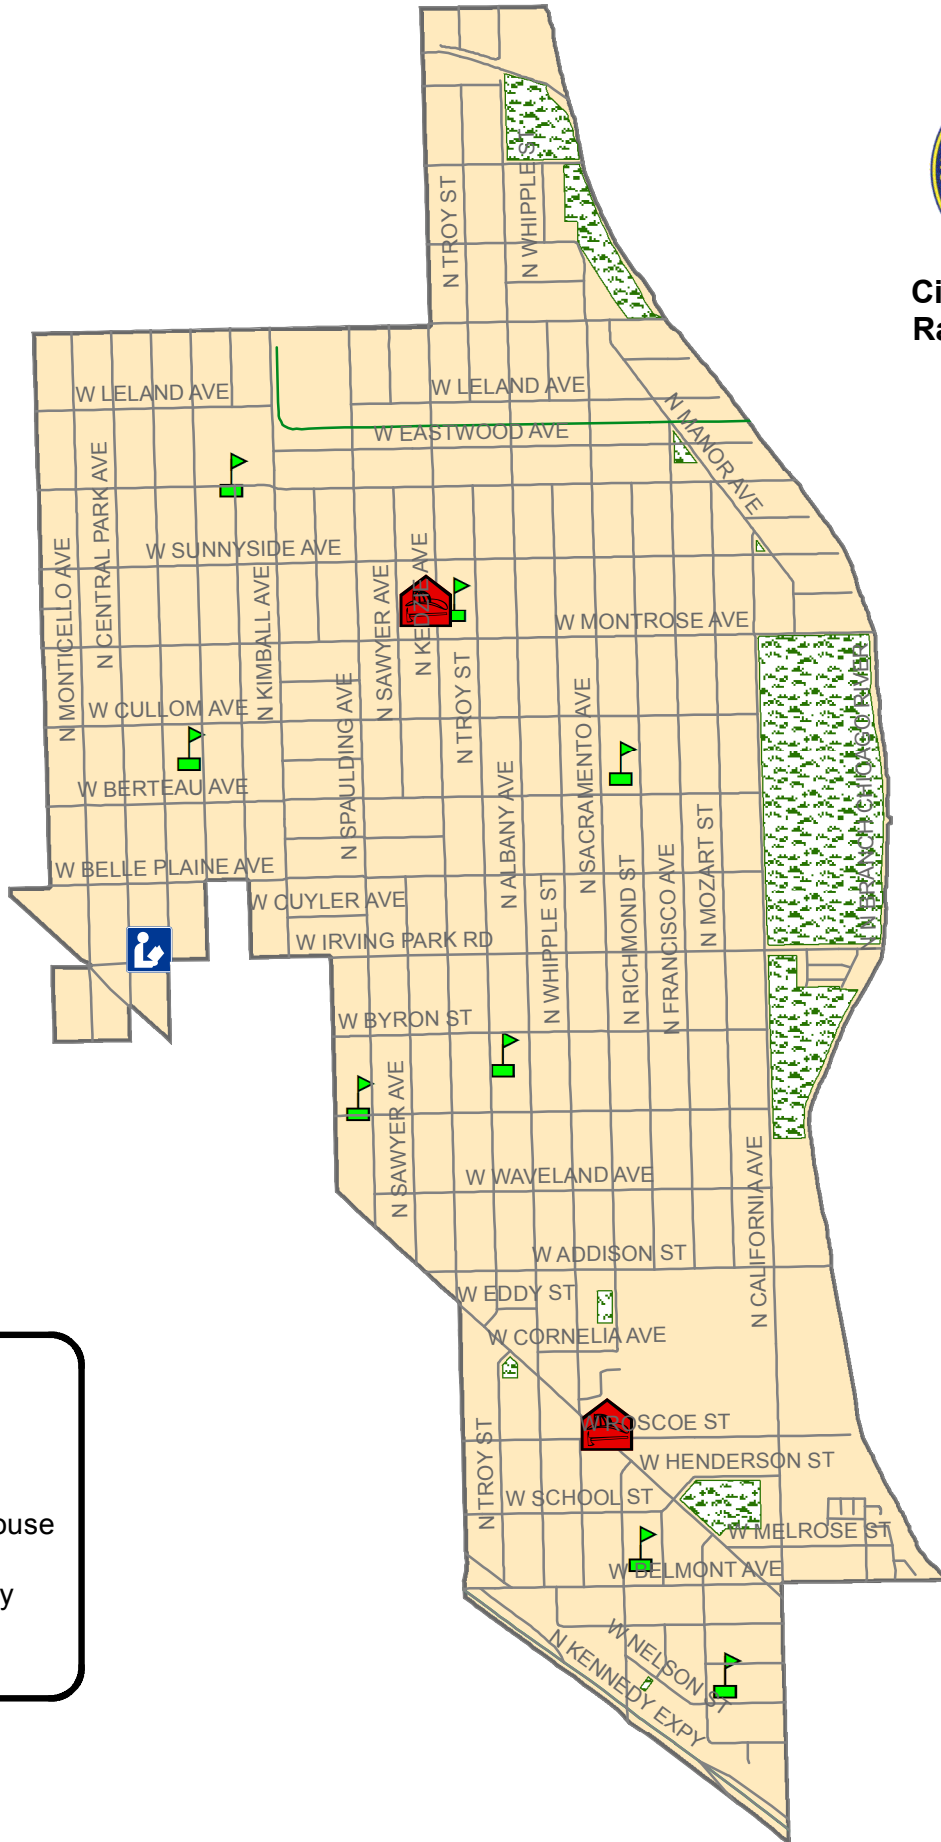 N TROY ST
N WHIPPLE ST
Ci
Ra
W LELAND AVE
W LELAND AVE
N MANOR AVE
W EASTWOOD AVE
N CENTRAL PARK AVE
N MONTICELLO AVE
W SUNNYSIDE AVE
N KIMBALL AVE
N SAWYER AVE
N KEDZIE AVE
W MONTROSE AVE
N TROY ST
N SPAULDING AVE
N SACRAMENTO AVE
N BRANCH CHICAGO RIVER
W CULLOM AVE
W BERTEAU AVE
N ALBANY AVE
N MOZART ST
W BELLE PLAINE AVE
N RICHMOND ST
N FRANCISCO AVE
N WHIPPLE ST
W CUYLER AVE
W IRVING PARK RD
W BYRON ST
N SAWYER AVE
W WAVELAND AVE
N CALIFORNIA AVE
W ADDISON ST
W EDDY ST
W CORNELIA AVE
W ROSCOE ST
N TROY ST
W HENDERSON ST
W SCHOOL ST
ouse
W MELROSE ST
W BELMONT AVE
y
W NELSON ST
N KENNEDY EXPY